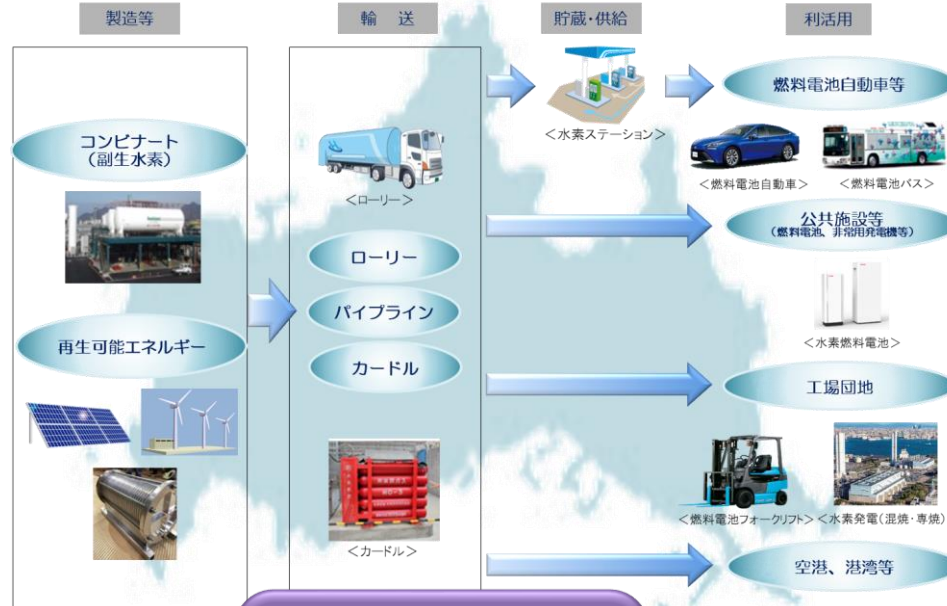 製造等
輸 送
貯蔵・供給
利活用
コンビナート
（副生水素）
再生可能エネルギー
＜ローリー＞
ローリー
パイプライン
カードル
＜カードル＞
＜水素ステーション＞
燃料電池自動車等
＜燃料電池自動車＞
＜燃料電池バス＞
公共施設等
（燃料電池、非常用発電機等）
＜水素燃料電池＞
工場団地
＜燃料電池フォークリフト＞
＜水素発電（混焼・専焼）
空港、港湾等